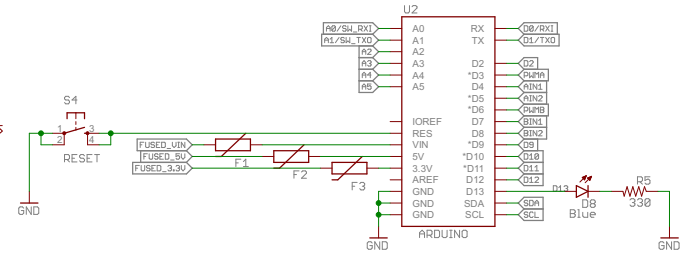 U2
A0/SW_RXI A0 RX D0/RXI
A1/SW_TXO A1 TX D1/TXO
A2 A2
A3 A3 D2 D2
A4 A4 *D3 PWMA
A5 A5 D4 AIN1
*D5 AIN2
S4 *D6 PWMB
IOREF D7 BIN1
1 3 RES D8 BIN2
2 4 FUSED_VIN VIN *D9 D9
RESET FUSED_5V F1 5V *D10 D10
FUSED_3.3V F2 3.3V *D11 D11
F3 AREF D12 D12
GND D13 D13 R5
GND SDA SDA D8 330
GND GND SCL SCL Blue
ARDUINO
GND GND